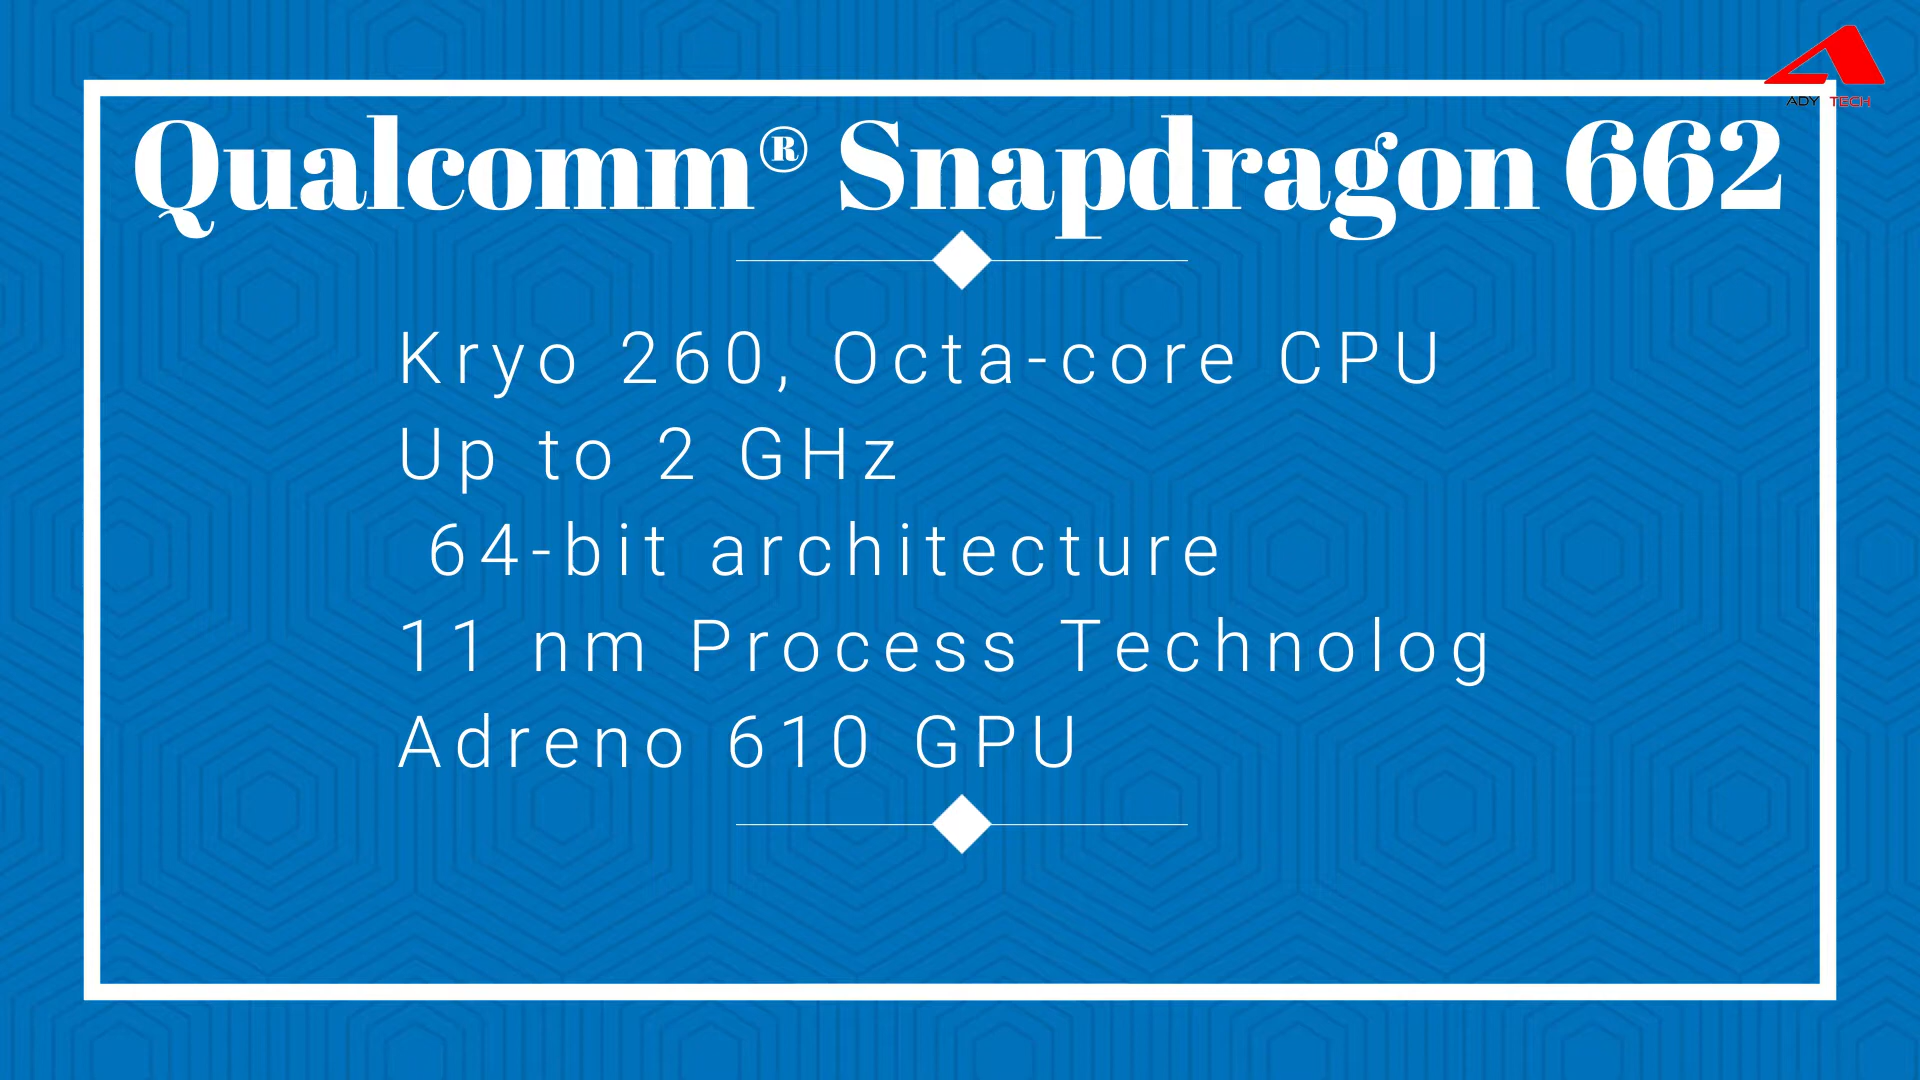 ADY TECH
Qualcomm® Snapdragon 662
Kryo 260, Octa-core CPU
Up to 2 GHz
64-bit architecture
11 nm Process Technolog
Adreno 610 GPU